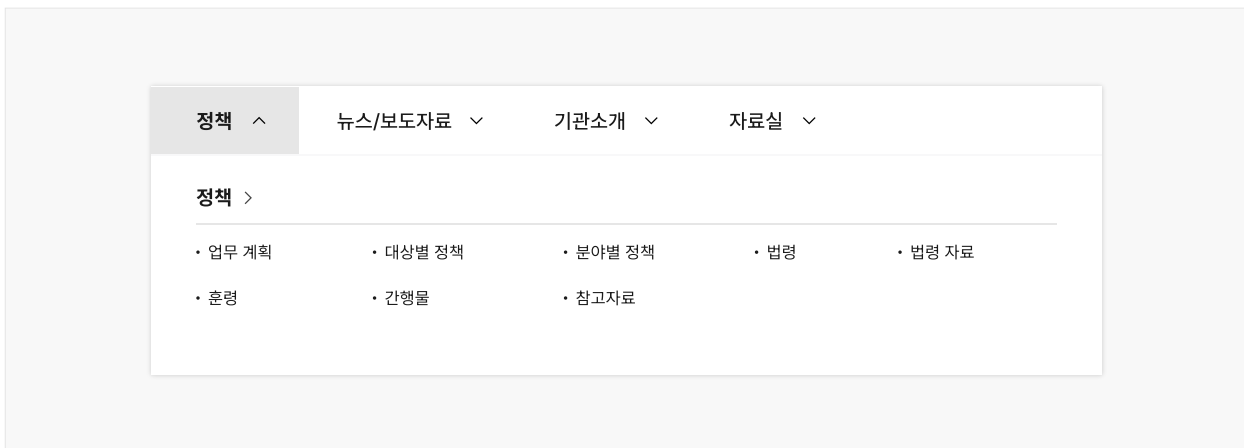 정책 뉴스/보도자료 기관소개 자료실
정책 >
• 업무 계획 • 대상별 정책 • 분야별 정책 • 법령 • 법령 자료
• 훈령 • 간행물 • 참고자료